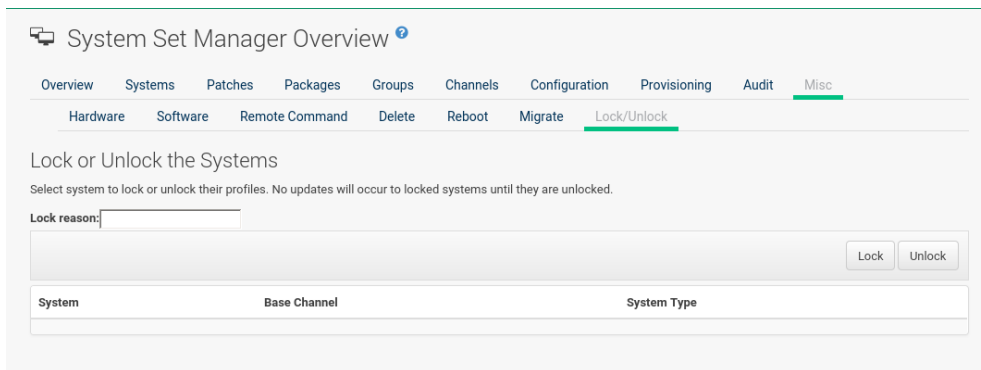 System Set Manager Overview ?
Overview Systems Patches Packages Groups Channels Configuration Provisioning Audit Misc
Hardware Software Remote Command Delete Reboot Migrate Lock/Unlock
Lock or Unlock the Systems
Select system to lock or unlock their profiles. No updates will occur to locked systems until they are unlocked.
Lock reason:
Lock Unlock
System Base Channel System Type